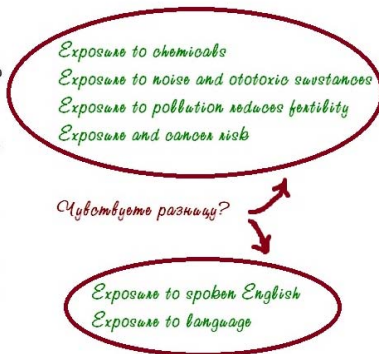 Exposure to chemicals
Exposure to noise and ototoxic suvstances
Exposure to pollution reduces fertility
Exposure and cancer risk
Чувствуете разницу?
Exposure to spoken English
Exposure to language